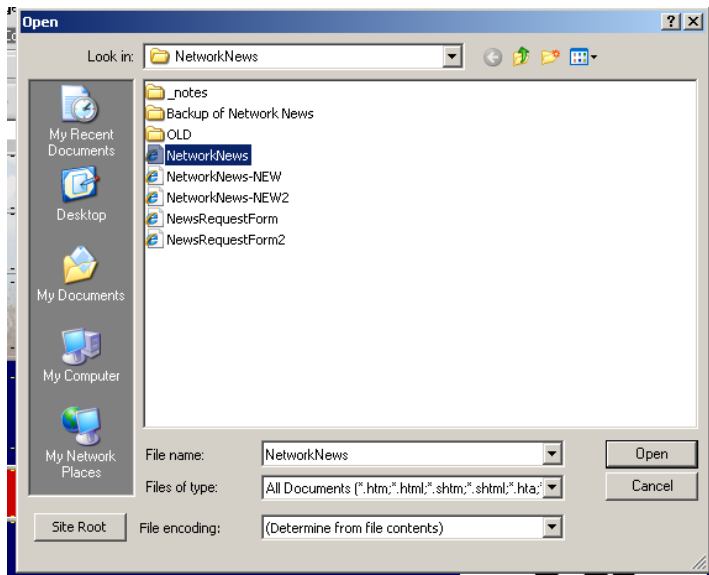 Open
Look in:
NetworkNews
_notes
Backup of Network News
OLD
NetworkNews
NetworkNews-NEW
NetworkNews-NEW2
NewsRequestForm
NewsRequestForm2
My Recent
Documents
Desktop
My Documents
My Computer
My Network
Places
File name:
NetworkNews
Open
Files of type:
All Documents (*.htm;*.html;*.shtm;*.shtml;*.hta;*
Cancel
Site Root
File encoding:
(Determine from file contents)